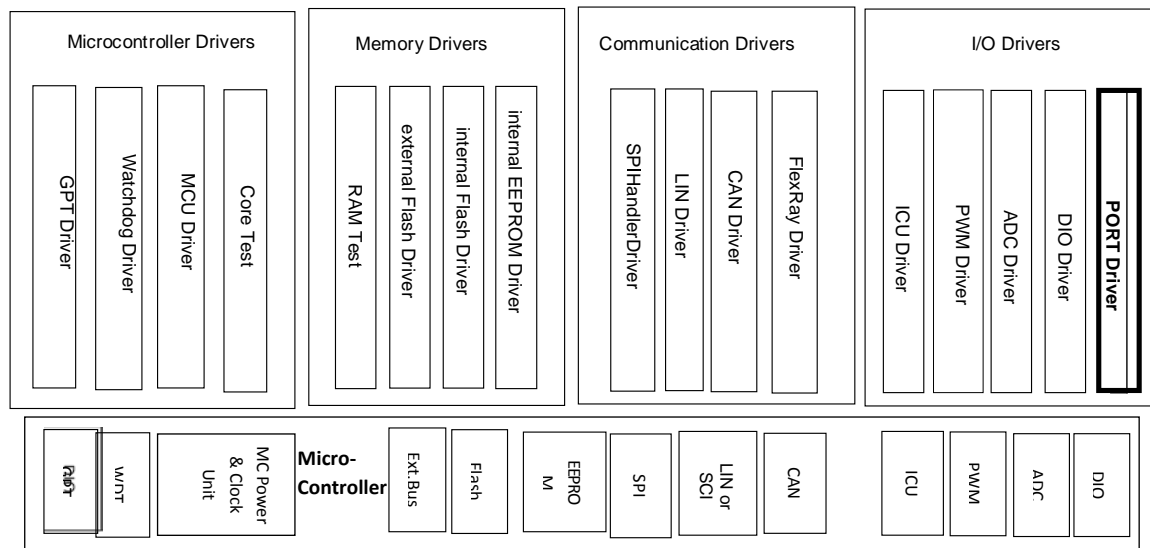 Microcontroller Drivers
Memory Drivers
Communication Drivers
I/O Drivers
GPT Driver
Watchdog Driver
MCU Driver
Core Test
RAM Test
external Flash Driver
internal Flash Driver
internal EEPROM Driver
SPIHandlerDriver
LIN Driver
CAN Driver
FlexRay Driver
ICU Driver
PWM Driver
ADC Driver
DIO Driver
PORT Driver
WDT
MC Power
& Clock
Unit
Micro-
Controller
Ext.Bus
Flash
EEPRO
M
SPI
LIN or
SCI
CAN
ICU
PWM
ADC
DIO